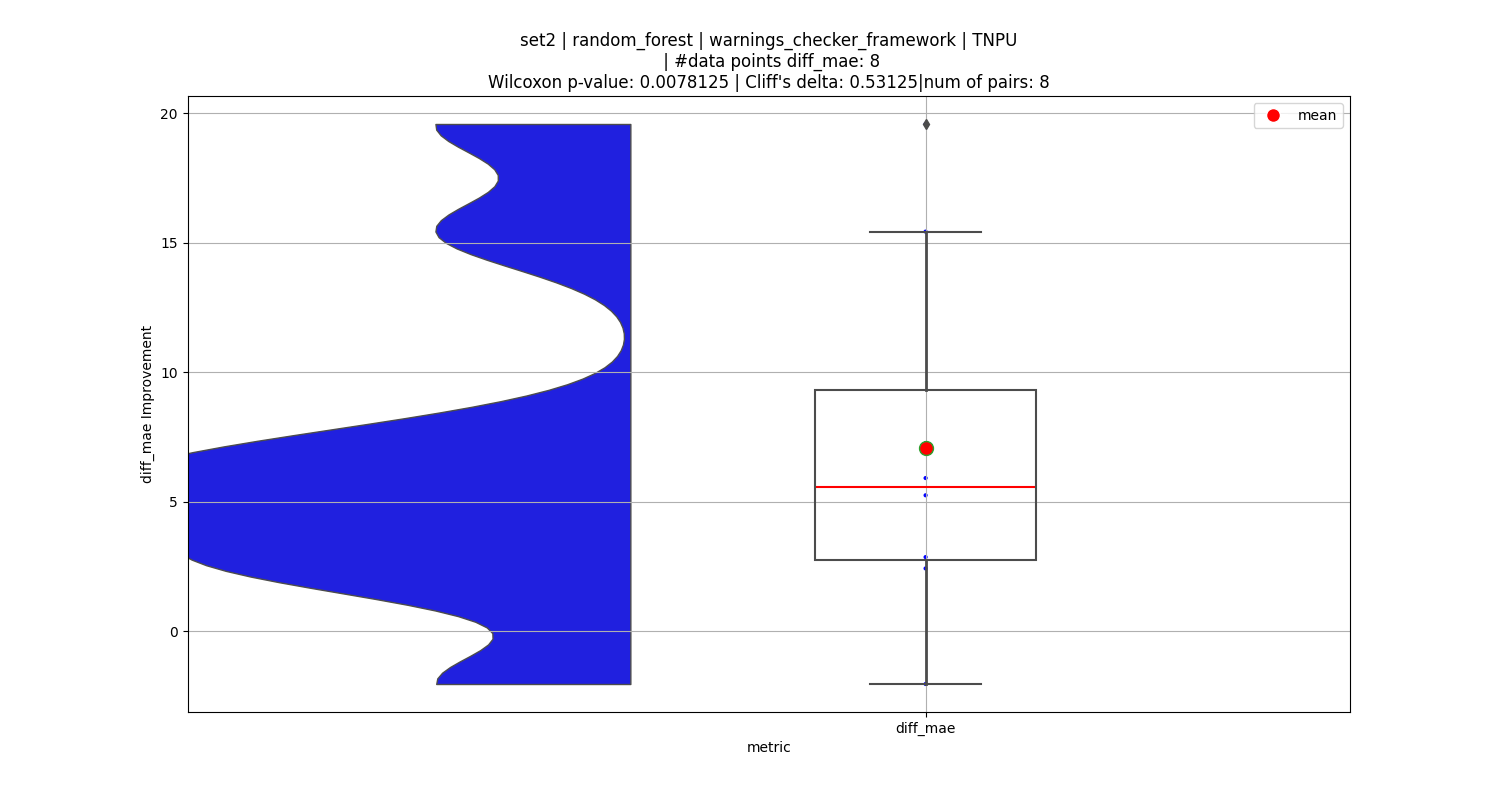 set2 | random_forest | warnings_checker_framework | TNPU
| #data points diff_mae: 8
Wilcoxon p-value: 0.0078125 | Cliff's delta: 0.53125|num of pairs: 8
mean
20
15
10
5
0
diff_mae Improvement
diff_mae
metric